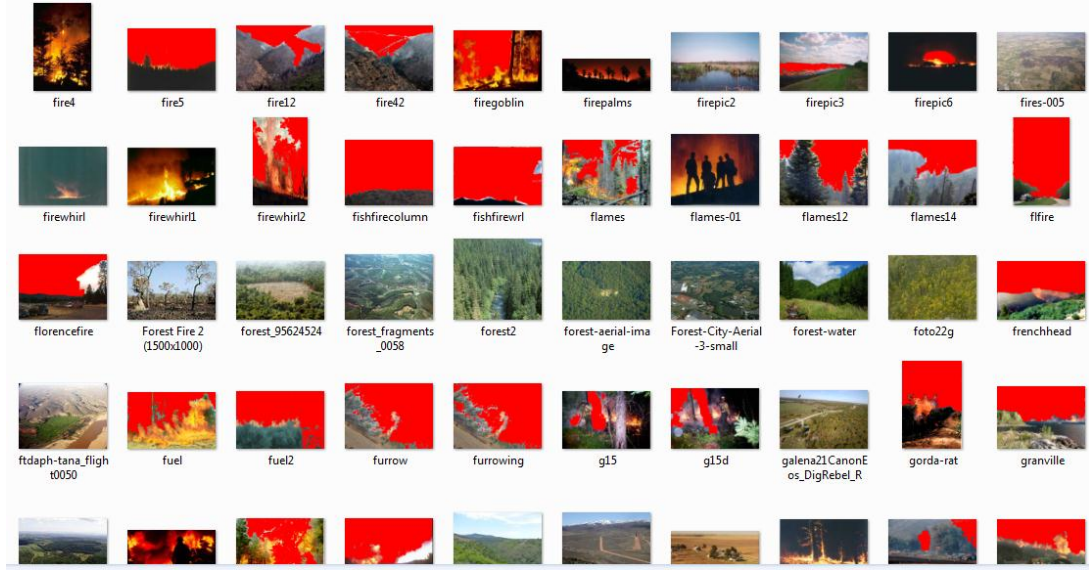 fire4
fire5
fire12
fire42
firegoblin
firepalms
firepic2
firepic3
firepic6
fires-005
firewhirl
firewhirl1
firewhirl2
fishfirecolumn
fishfirewrl
flames
flames-01
flames12
flames14
flfire
florencefire
Forest Fire 2
(1500x1000)
forest_95624524
forest_fragments
_0058
forest2
forest-aerial-ima
ge
Forest-City-Aerial
-3-small
forest-water
foto22g
frenchhead
ftdaph-tana_fligh
t0050
fuel
fuel2
furrow
furrowing
g15
g15d
galena21CanonE
os_DigRebel_R
gorda-rat
granville